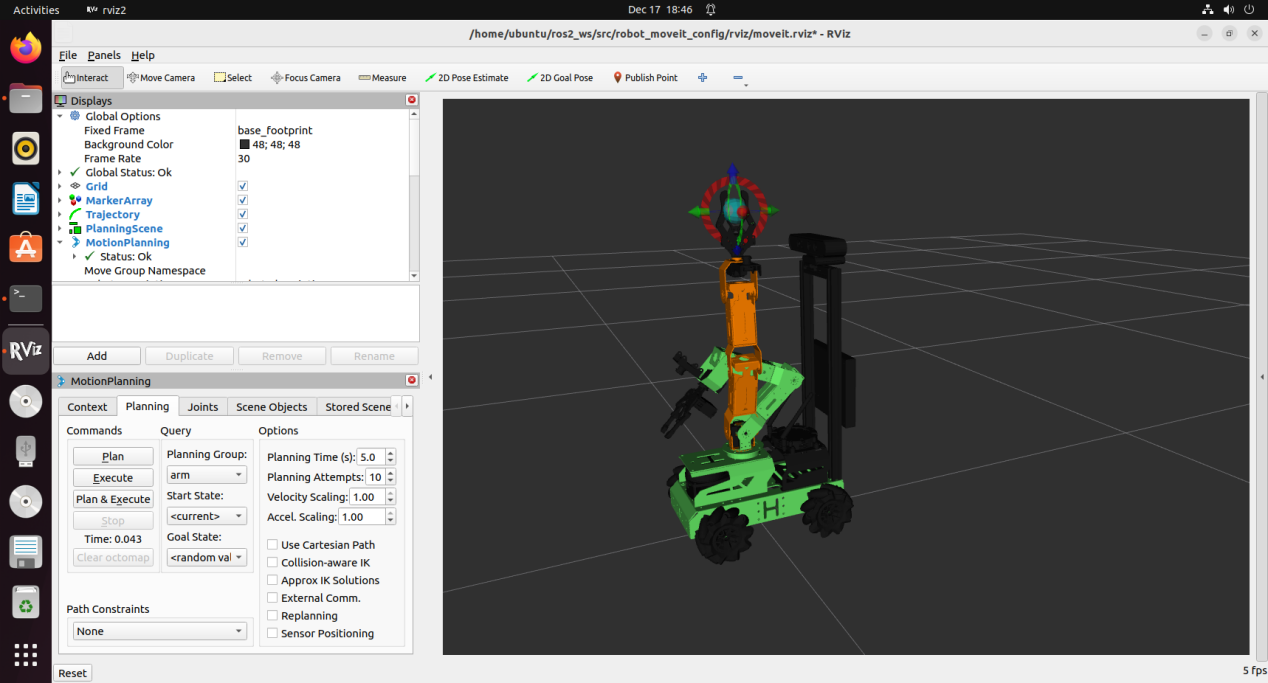 Activities
rviz2
Dec 17 18:46
/home/ubuntu/ros2_ws/src/robot_moveit_config/rviz/moveit.rviz* - RViz
File Panels Help
Interact
Move Camera
Select
Focus Camera
Measure
2D Pose Estimate
2D Goal Pose
Publish Point
Displays
Global Options
Fixed Frame base_footprint
Background Color 48; 48; 48
Frame Rate 30
Global Status: Ok
Grid
MarkerArray
Trajectory
PlanningScene
MotionPlanning
Status: Ok
Move Group Namespace
Add
Duplicate
Remove
Rename
MotionPlanning
Context
Planning
Joints
Scene Objects
Stored Scene
Commands
Plan
Execute
Plan & Execute
Stop
Time: 0.043
Clear octomap
Query
Planning Group:
arm
Start State:
<current>
Goal State:
<random val
Options
Planning Time (s): 5.0
Planning Attempts: 10
Velocity Scaling: 1.00
Accel. Scaling: 1.00
Use Cartesian Path
Collision-aware IK
Approx IK Solutions
External Comm.
Replanning
Sensor Positioning
Path Constraints
None
Reset
5 fps
RViz
H